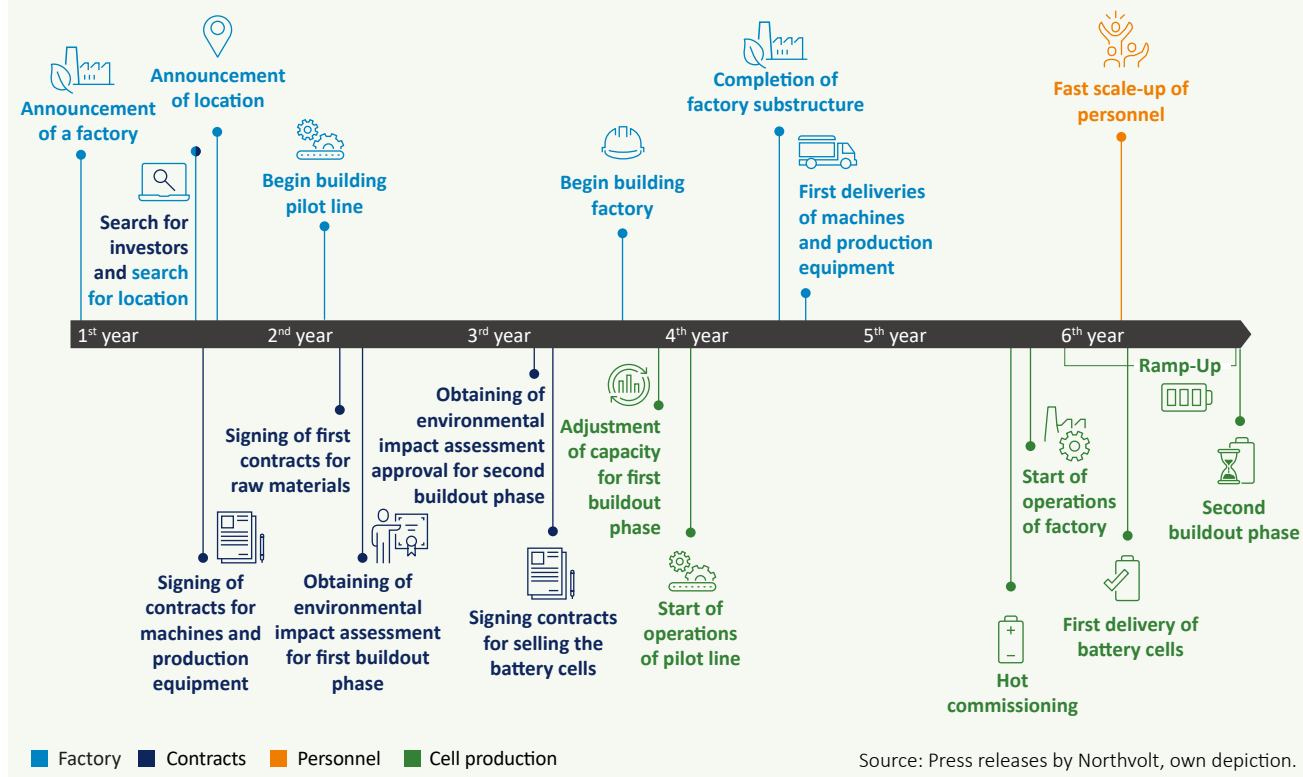 Announcement
of a factory
Announcement
of location
Search for
investors
and search
for location
Begin building
pilot line
Begin building
factory
Completion of
factory substructure
First deliveries
of machines
and production
equipment
Fast scale-up of
personnel
1st year
2nd year
3rd year
4th year
5th year
6th year
Signing of
contracts for
machines and
production
equipment
Signing of first
contracts for
raw materials
Obtaining of
environmental
impact assessment
for first buildout
phase
Obtaining of
environmental
impact assessment
approval for second
buildout phase
Signing contracts
for selling the
battery cells
Adjustment
of capacity
for first
buildout
phase
Start of
operations
of pilot line
Hot
commissioning
Start of
operations
of factory
Ramp-Up
First delivery of
battery cells
Second
buildout phase
Factory
Contracts
Personnel
Cell production
Source: Press releases by Northvolt, own depiction.